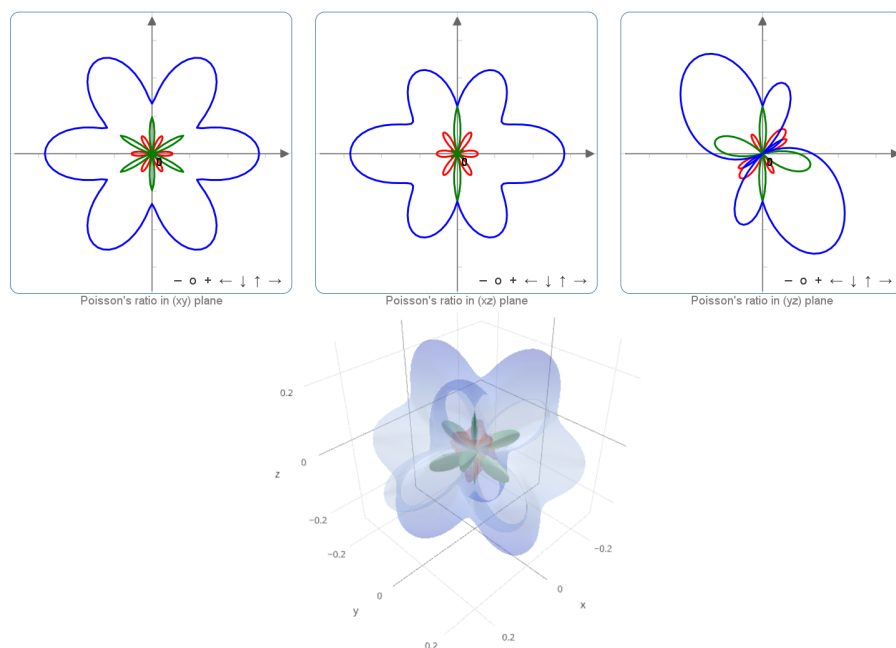 0
0
0
− o + ← ↓ ↑ →
− o + ← ↓ ↑ →
− o + ← ↓ ↑ →
Poisson's ratio in (xy) plane
Poisson's ratio in (xz) plane
Poisson's ratio in (yz) plane
0.2
0
z
−0.2
−0.2
−0.2
0
0
y
x
0.2
0.2